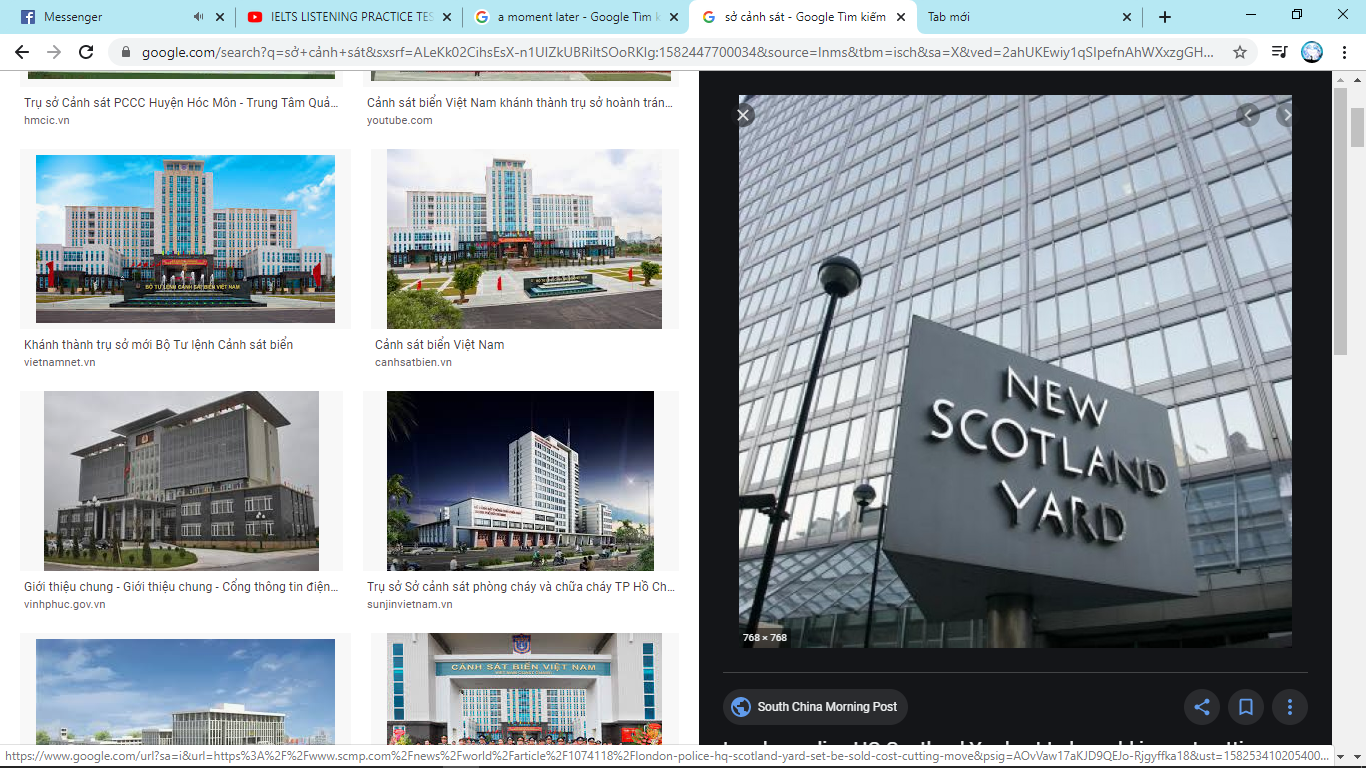 Messenger
IELTS LISTENING PRACTICE TES
a moment later - Google Tìm k
sở cảnh sát - Google Tìm kiếm
Tab mới
google.com/search?q=sở+cảnh+sát&sxsrf=ALeKk02CihsEsX-n1UIZkUBRiltSOoRKlg:1582447700034&source=lnms&tbm=isch&sa=X&ved=2ahUKEwiy1qSIpefnAhWXxzgGH...
Trụ sở Cảnh sát PCCC Huyện Hóc Môn - Trung Tâm Quả...
hmcic.vn
Cảnh sát biển Việt Nam khánh thành trụ sở hoành trán...
youtube.com
BỘ TƯ LỆNH CẢNH SÁT BIỂN VIỆT NAM
Khánh thành trụ sở mới Bộ Tư lệnh Cảnh sát biển
vietnamnet.vn
Cảnh sát biển Việt Nam
canhsatbien.vn
Giới thiệu chung - Giới thiệu chung - Cổng thông tin điện...
vinhphuc.gov.vn
Trụ sở Sở cảnh sát phòng cháy và chữa cháy TP Hồ Ch...
sunjinvietnam.vn
CẢNH SÁT BIỂN VIỆT NAM
NEW
SCOTLAND
YARD
768 × 768
South China Morning Post
https://www.google.com/url?sa=i&url=https%3A%2F%2Fwww.scmp.com%2Fnews%2Fworld%2Farticle%2F1074118%2Flondon-police-hq-scotland-yard-set-be-sold-cost-cutting-move&psig=AOvVaw17aKJD9QEJo-Rjgyffka18&ust=158253410205400...